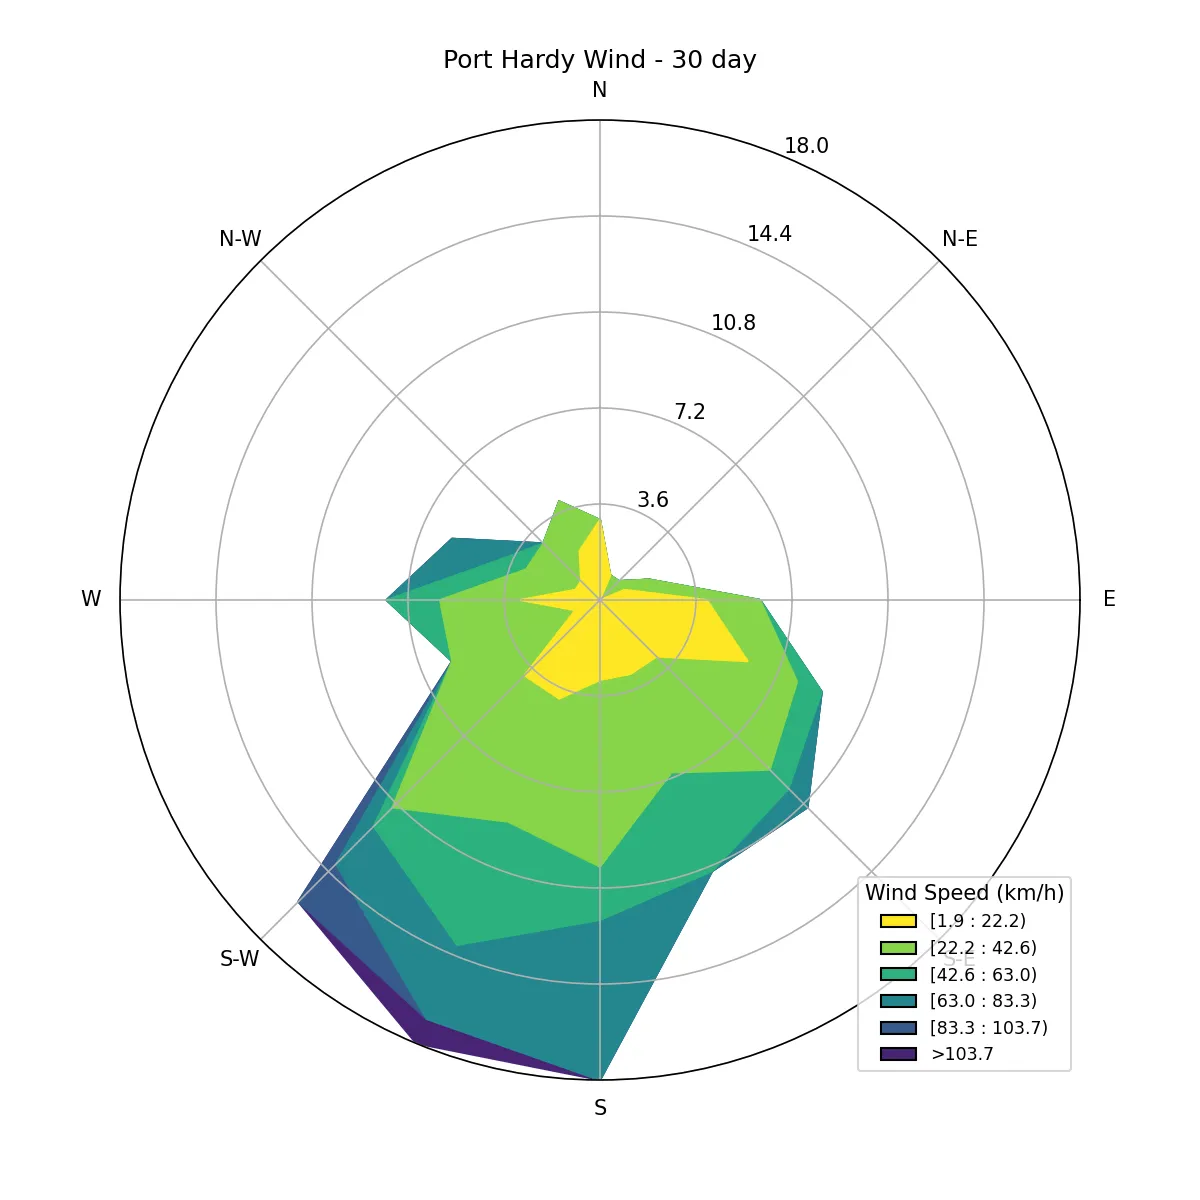 Port Hardy Wind - 30 day
N
18.0
14.4
N-W
N-E
10.8
7.2
3.6
W
E
Wind Speed (km/h)
[1.9 : 22.2)
[22.2 : 42.6)
S-W
S-E
[42.6 : 63.0)
[63.0 : 83.3)
[83.3 : 103.7)
>103.7
S